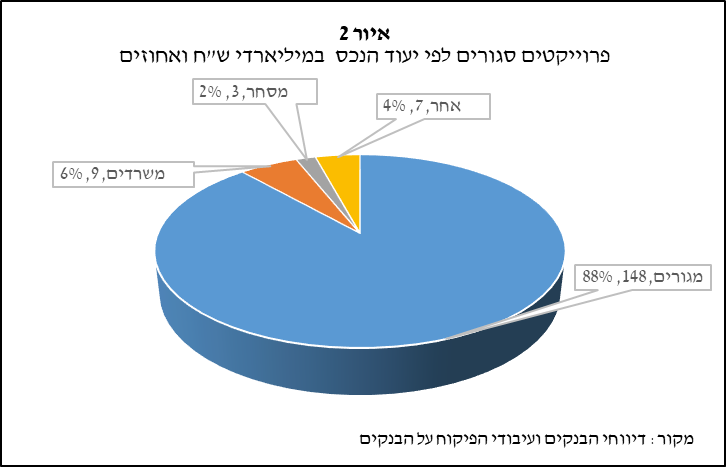 איור 2
פרוייקטים סגורים לפי יעוד הנכס במיליארדי ש"ח ואחוזים
מסחר, 3, 2%
אחר, 7, 4%
משרדים, 9, 6%
מגורים, 148, 88%
מקור : דיווחי הבנקים ועיבודי הפיקוח על הבנקים